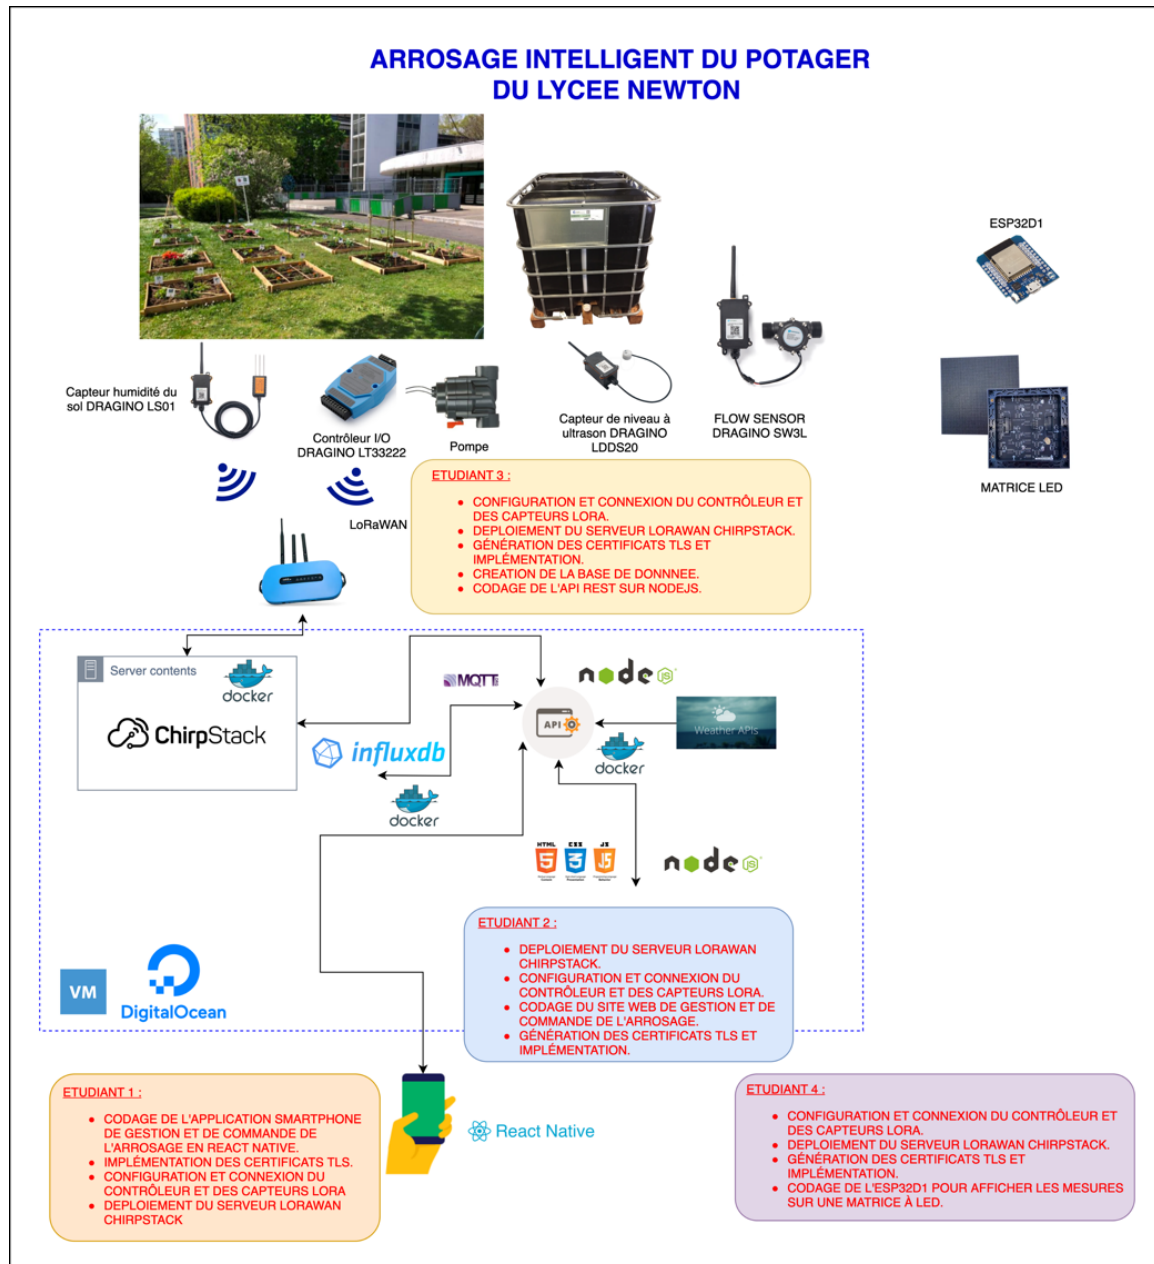 ARROSAGE INTELLIGENT DU POTAGER
DU LYCEE NEWTON
ESP32D1
Capteur humidité du
sol DRAGINO LS01
Contrôleur I/O
DRAGINO LT33222
Pompe
Capteur de niveau à
ultrason DRAGINO
LDDS20
FLOW SENSOR
DRAGINO SW3L
MATRICE LED
LoRaWAN
ETUDIANT 3 :
• CONFIGURATION ET CONNEXION DU CONTRÔLEUR ET
DES CAPTEURS LORA.
• DEPLOIEMENT DU SERVEUR LORAWAN CHIRPSTACK.
• GÉNÉRATION DES CERTIFICATS TLS ET
IMPLÉMENTATION.
• CREATION DE LA BASE DE DONNNEE.
• CODAGE DE L'API REST SUR NODEJS.
Server contents
docker
ChirpStack
MQTT
node JS
API
Weather APIs
docker
influxdb
docker
HTML
5
CSS
3
JS
JS
node JS
ETUDIANT 2 :
• DEPLOIEMENT DU SERVEUR LORAWAN
CHIRPSTACK.
• CONFIGURATION ET CONNEXION DU
CONTRÔLEUR ET DES CAPTEURS LORA.
• CODAGE DU SITE WEB DE GESTION ET DE
COMMANDE DE L'ARROSAGE.
• GÉNÉRATION DES CERTIFICATS TLS ET
IMPLÉMENTATION.
VM
DigitalOcean
ETUDIANT 1 :
• CODAGE DE L'APPLICATION SMARTPHONE
DE GESTION ET DE COMMANDE DE
L'ARROSAGE EN REACT NATIVE.
• IMPLÉMENTATION DES CERTIFICATS TLS.
• CONFIGURATION ET CONNEXION DU
CONTRÔLEUR ET DES CAPTEURS LORA
• DEPLOIEMENT DU SERVEUR LORAWAN
CHIRPSTACK
React Native
ETUDIANT 4 :
• CONFIGURATION ET CONNEXION DU CONTRÔLEUR ET
DES CAPTEURS LORA.
• DEPLOIEMENT DU SERVEUR LORAWAN CHIRPSTACK.
• GÉNÉRATION DES CERTIFICATS TLS ET
IMPLÉMENTATION.
• CODAGE DE L'ESP32D1 POUR AFFICHER LES MESURES
SUR UNE MATRICE À LED.